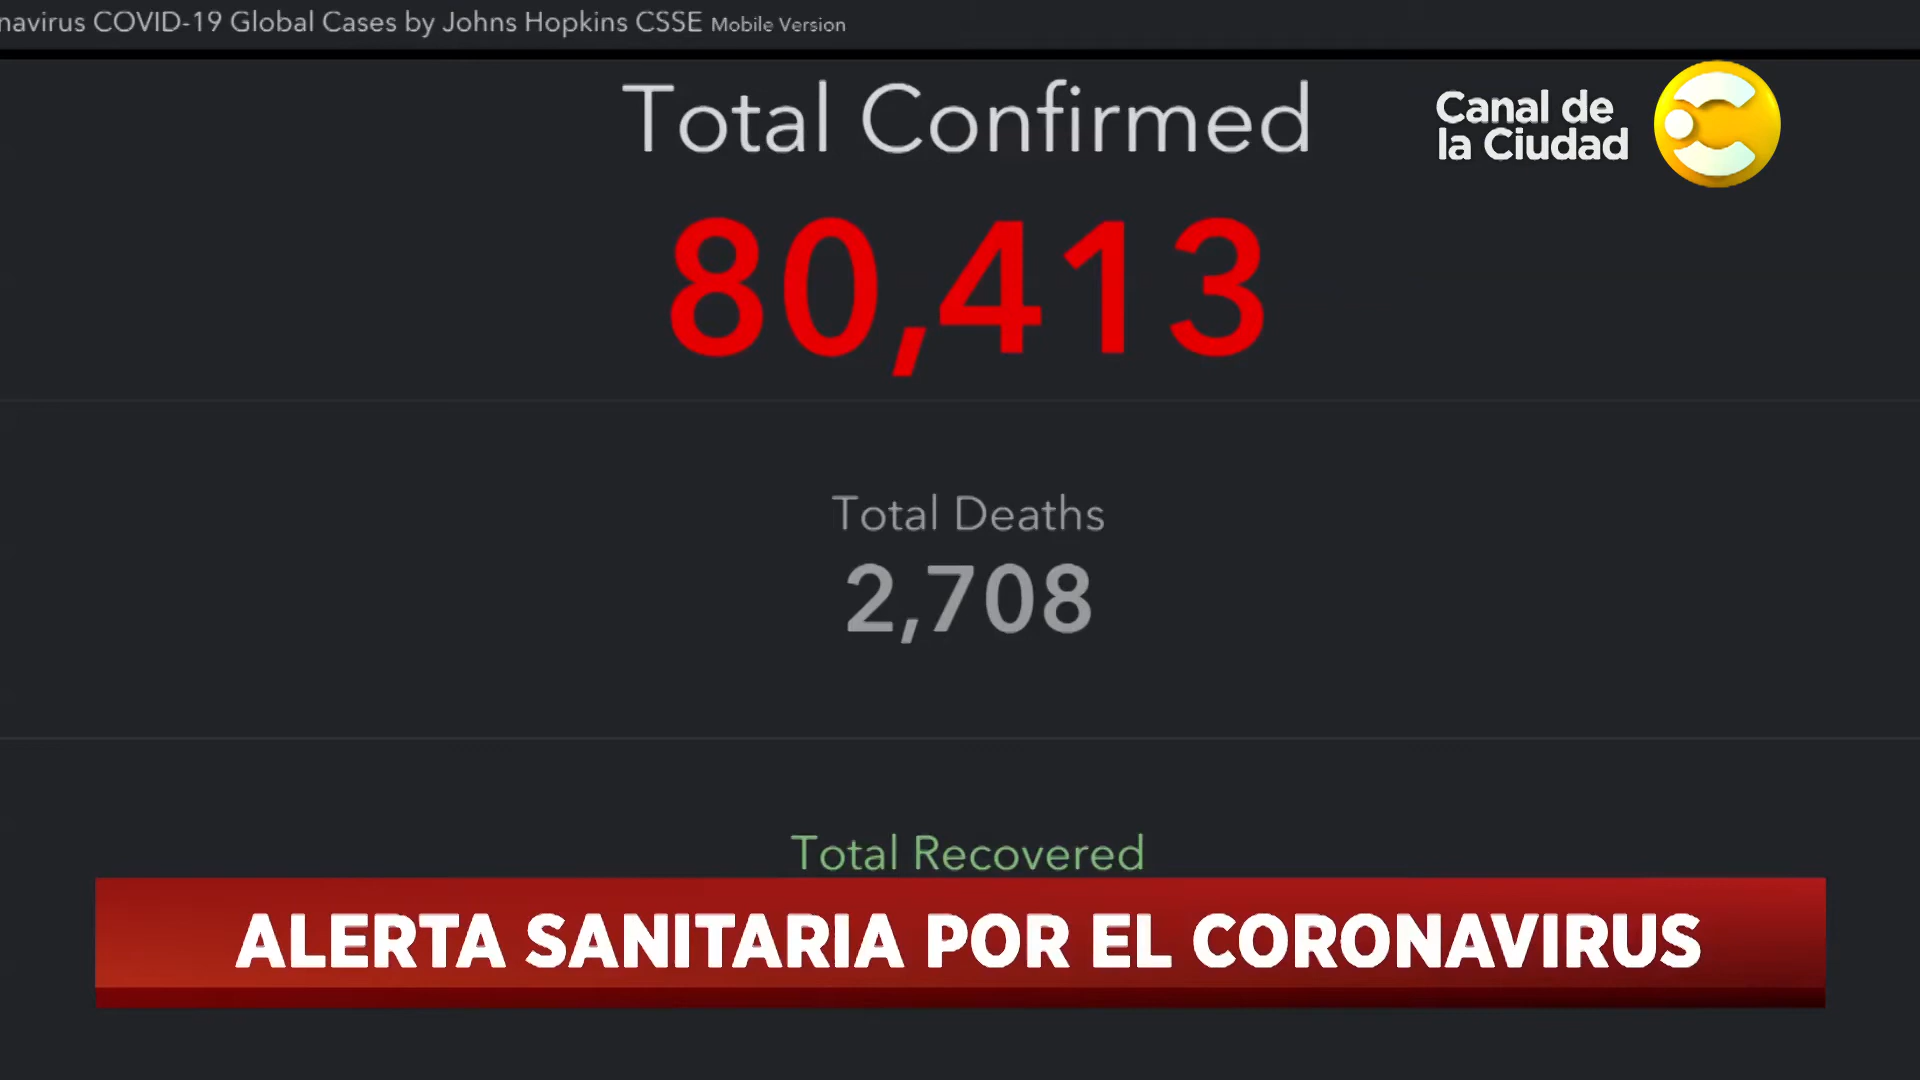 navirus COVID-19 Global Cases by Johns Hopkins CSSE Mobile Version
Total Confirmed
Canal de
la Ciudad
80,413
Total Deaths
2,708
Total Recovered
ALERTA SANITARIA POR EL CORONAVIRUS